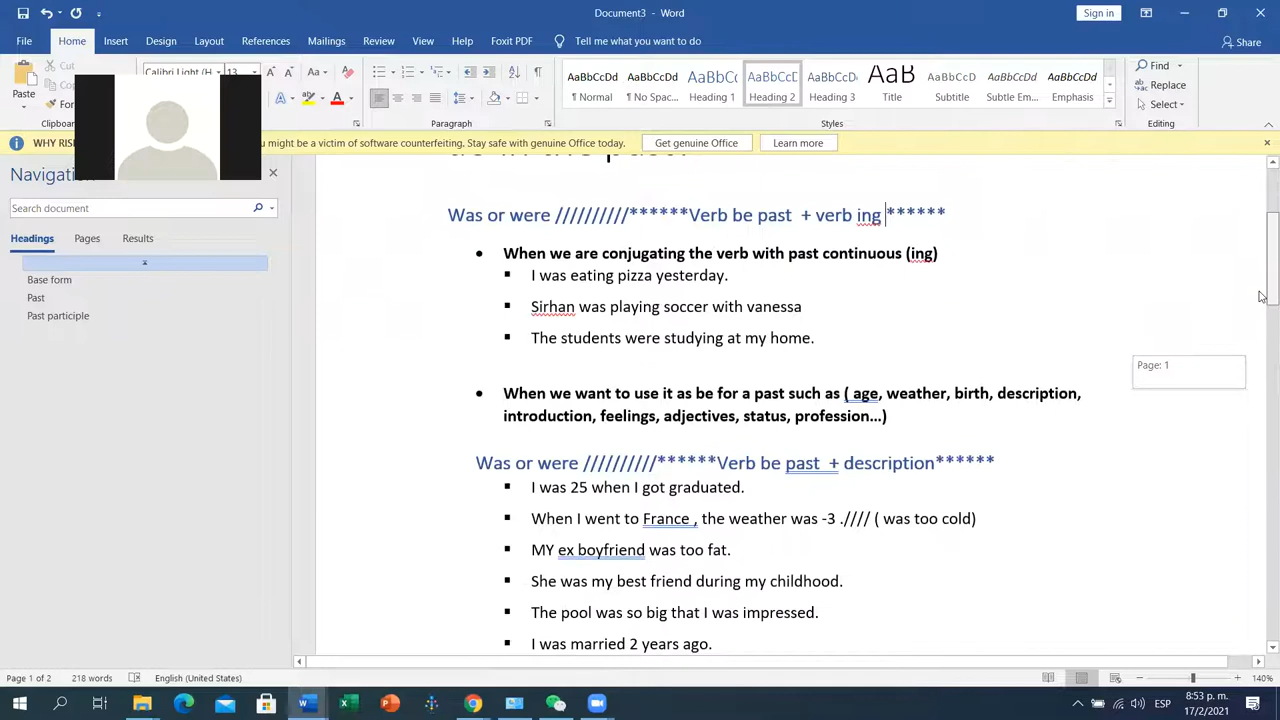 Document3 - Word
Sign in
File Home Insert Design Layout References Mailings Review View Help Foxit PDF Tell me what you want to do Share
Paste
Calibri Light (H 13
AaBbCcDd AaBbCcDd AaBbCc AaBbCcD AaBbCcD AaB AaBbCcD AaBbCcDd AaBbCcDd
¶ Normal ¶ No Spac... Heading 1 Heading 2 Heading 3 Title Subtitle Subtle Em... Emphasis
Find
Replace
Select
Paragraph Styles Editing
WHY RIS
ight be a victim of software counterfeiting. Stay safe with genuine Office today. Get genuine Office Learn more
Navigation
Search document
Headings Pages Results
Base form
Past
Past participle
Was or were //////////******Verb be past + verb ing ******
• When we are conjugating the verb with past continuous (ing)
▪ I was eating pizza yesterday.
▪ Sirhan was playing soccer with vanessa
▪ The students were studying at my home.
Page: 1
• When we want to use it as be for a past such as ( age, weather, birth, description,
introduction, feelings, adjectives, status, profession...)
Was or were //////////******Verb be past + description******
▪ I was 25 when I got graduated.
▪ When I went to France , the weather was -3 .//// ( was too cold)
▪ MY ex boyfriend was too fat.
▪ She was my best friend during my childhood.
▪ The pool was so big that I was impressed.
▪ I was married 2 years ago.
Page 1 of 2 218 words English (United States) 140%
ESP
8:53 p. m.
17/2/2021